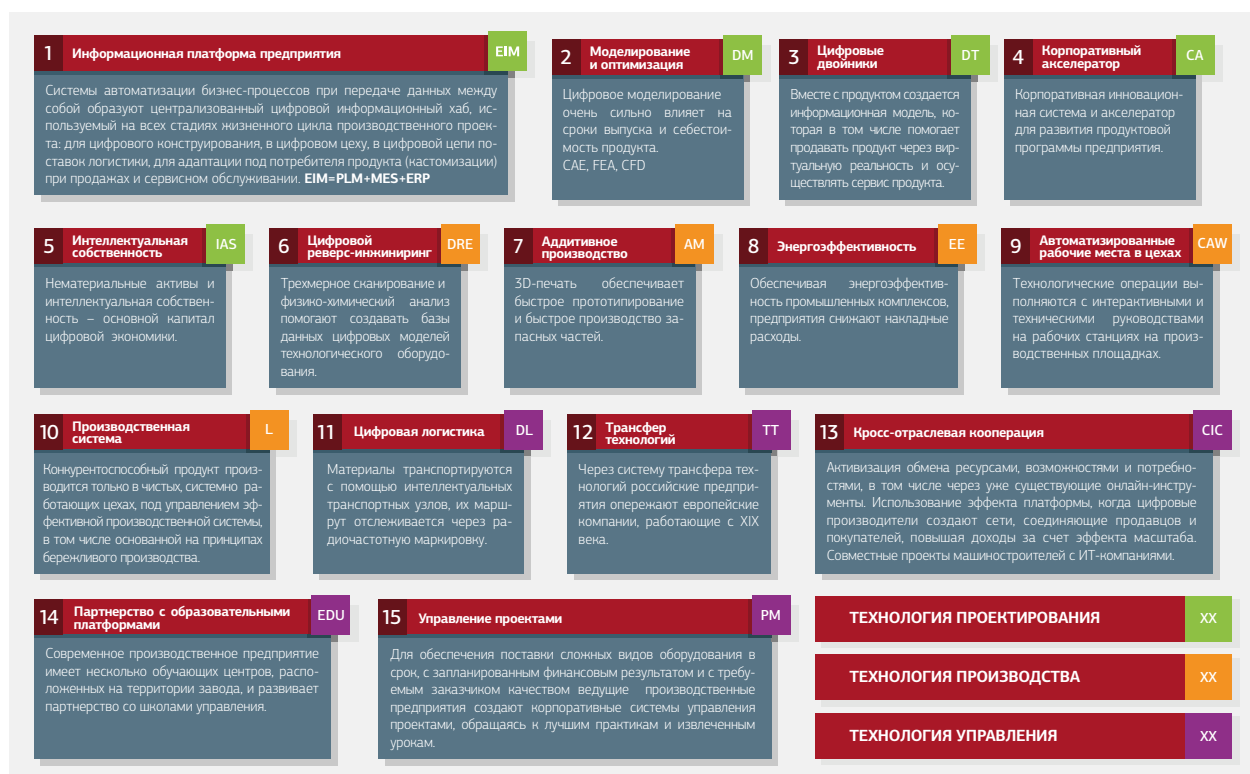 1 Информационная платформа предприятия EIM
Системы автоматизации бизнес-процессов при передаче данных между
собой образуют централизованный цифровой информационный хаб, ис-
пользуемый на всех стадиях жизненного цикла производственного проек-
та: для цифрового конструирования, в цифровом цеху, в цифровой цепи по-
ставок логистики, для адаптации под потребителя продукта (кастомизации)
при продажах и сервисном обслуживании. EIM=PLM+MES+ERP
2 Моделирование
и оптимизация DM
Цифровое моделирование
очень сильно влияет на
сроки выпуска и себестои-
мость продукта.
CAE, FEA, CFD
3 Цифровые
двойники DT
Вместе с продуктом создается
информационная модель, ко-
торая в том числе помогает
продавать продукт через вир-
туальную реальность и осу-
ществлять сервис продукта.
4 Корпоративный
акселератор CA
Корпоративная инновацион-
ная система и акселератор
для развития продуктовой
программы предприятия.
5 Интеллектуальная
собственность IAS
Нематериальные активы и
интеллектуальная собствен-
ность – основной капитал
цифровой экономики.
6 Цифровой
реверс-инжиниринг DRE
Трехмерное сканирование и
физико-химический анализ
помогают создавать базы
данных цифровых моделей
технологического оборудо-
вания.
7 Аддитивное
производство AM
3D-печать обеспечивает
быстрое прототипирование
и быстрое производство за-
пасных частей.
8 Энергоэффективность EE
Обеспечивая энергоэффектив-
ность промышленных комплексов,
предприятия снижают накладные
расходы.
9 Автоматизированные
рабочие места в цехах CAW
Технологические операции вы-
полняются с интерактивными и
техническими руководствами
на рабочих станциях на произ-
водственных площадках.
10 Производственная
система L
Конкурентоспособный продукт произ-
водится только в чистых, системно ра-
ботающих цехах, под управлением эф-
фективной производственной системы,
в том числе основанной на принципах
бережливого производства.
11 Цифровая логистика DL
Материалы транспортируются
с помощью интеллектуальных
транспортных узлов, их марш-
рут отслеживается через ра-
диочастотную маркировку.
12 Трансфер
технологий TT
Через систему трансфера тех-
нологий российские предпри-
ятия опережают европейские
компании, работающие с XIX
века.
13 Кросс-отраслевая кооперация CIC
Активизация обмена ресурсами, возможностями и потребно-
стями, в том числе через уже существующие онлайн-инстру-
менты. Использование эффекта платформы, когда цифровые
производители создают сети, соединяющие продавцов и
покупателей, повышая доходы за счет эффекта масштаба.
Совместные проекты машиностроителей с ИТ-компаниями.
14 Партнерство с образовательными
платформами EDU
Современное производственное предприятие
имеет несколько обучающих центров, распо-
ложенных на территории завода, и развивает
партнерство со школами управления.
15 Управление проектами PM
Для обеспечения поставки сложных видов оборудования в
срок, с запланированным финансовым результатом и с требу-
емым заказчиком качеством ведущие производственные
предприятия создают корпоративные системы управления
проектами, обращаясь к лучшим практикам и извлеченным
урокам.
ТЕХНОЛОГИЯ ПРОЕКТИРОВАНИЯ XX
ТЕХНОЛОГИЯ ПРОИЗВОДСТВА XX
ТЕХНОЛОГИЯ УПРАВЛЕНИЯ XX